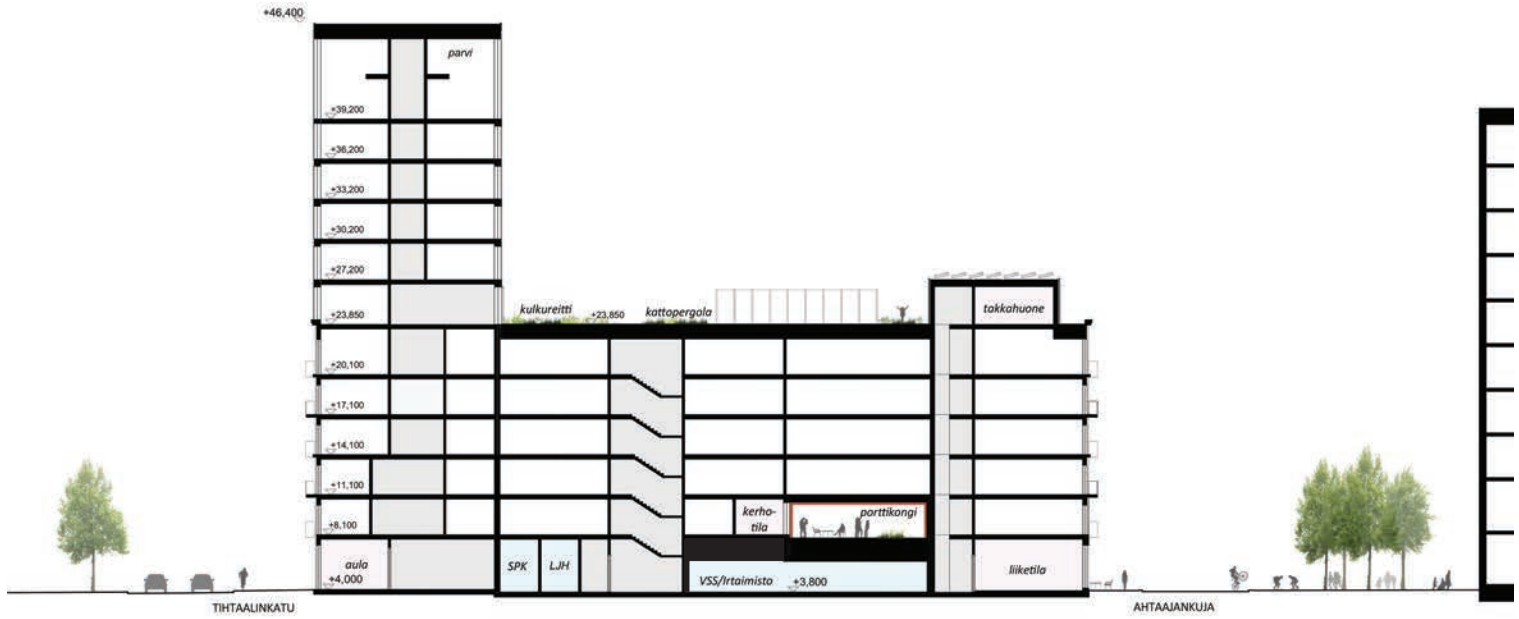 +46,400
parvi
+39,200
+36,200
+33,200
+30,200
+27,200
+23,850
kulkureitti
+23,850
kattopergola
takkahuone
+20,100
+17,100
+14,100
+11,100
+8,100
kerho-
tila
porttikongi
aula
+4,000
SPK
LJH
VSS/Irtaimisto
+3,800
liiketila
TIHTAALINKATU
AHTAAJANKUJA